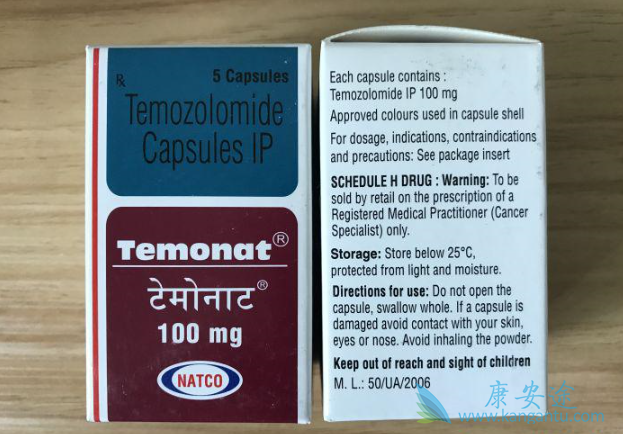 Rx
5 Capsules
Temozolomide
Capsules IP
Temonat®
टेमोनाट®
100 mg
NATCO
Each capsule contains :
Temozolomide IP 100 mg
Approved colours used in capsule shell
For dosage, indications, contraindications
and precautions: See package insert
SCHEDULE H DRUG : Warning: To be
sold by retail on the prescription of a
Registered Medical Practitioner (Cancer
Specialist) only.
Storage: Store below 25°C,
protected from light and moisture.
Directions for use: Do not open the
capsule, swallow whole. If a capsule is
damaged avoid contact with your skin,
eyes or nose. Avoid inhaling the powder.
Keep out of reach and sight of children
M. L.: 50/UA/2006
康安途